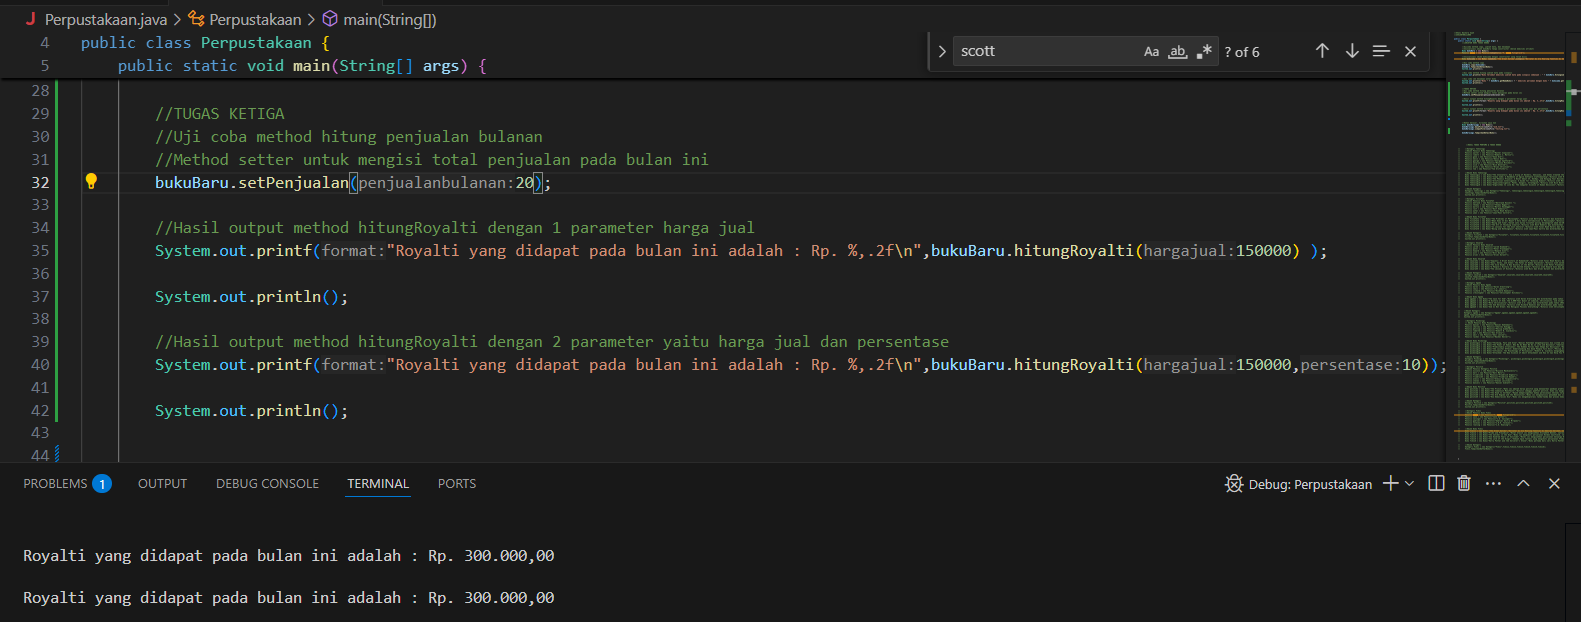 Perpustakaan.java > Perpustakaan > main(String[])
4 public class Perpustakaan {
5 public static void main(String[] args) {
scott Aa ab .* ? of 6
28
29 //TUGAS KETIGA
30 //Uji coba method hitung penjualan bulanan
31 //Method setter untuk mengisi total penjualan pada bulan ini
32 bukuBaru.setPenjualan(penjualanbulanan:20);
33
34 //Hasil output method hitungRoyalti dengan 1 parameter harga jual
35 System.out.printf(format:"Royalti yang didapat pada bulan ini adalah : Rp. %,.2f\n",bukuBaru.hitungRoyalti(hargajual:150000) );
36
37 System.out.println();
38
39 //Hasil output method hitungRoyalti dengan 2 parameter yaitu harga jual dan persentase
40 System.out.printf(format:"Royalti yang didapat pada bulan ini adalah : Rp. %,.2f\n",bukuBaru.hitungRoyalti(hargajual:150000,persentase:10));
41
42 System.out.println();
43
44
PROBLEMS 1 OUTPUT DEBUG CONSOLE TERMINAL PORTS Debug: Perpustakaan
Royalti yang didapat pada bulan ini adalah : Rp. 300.000,00
Royalti yang didapat pada bulan ini adalah : Rp. 300.000,00